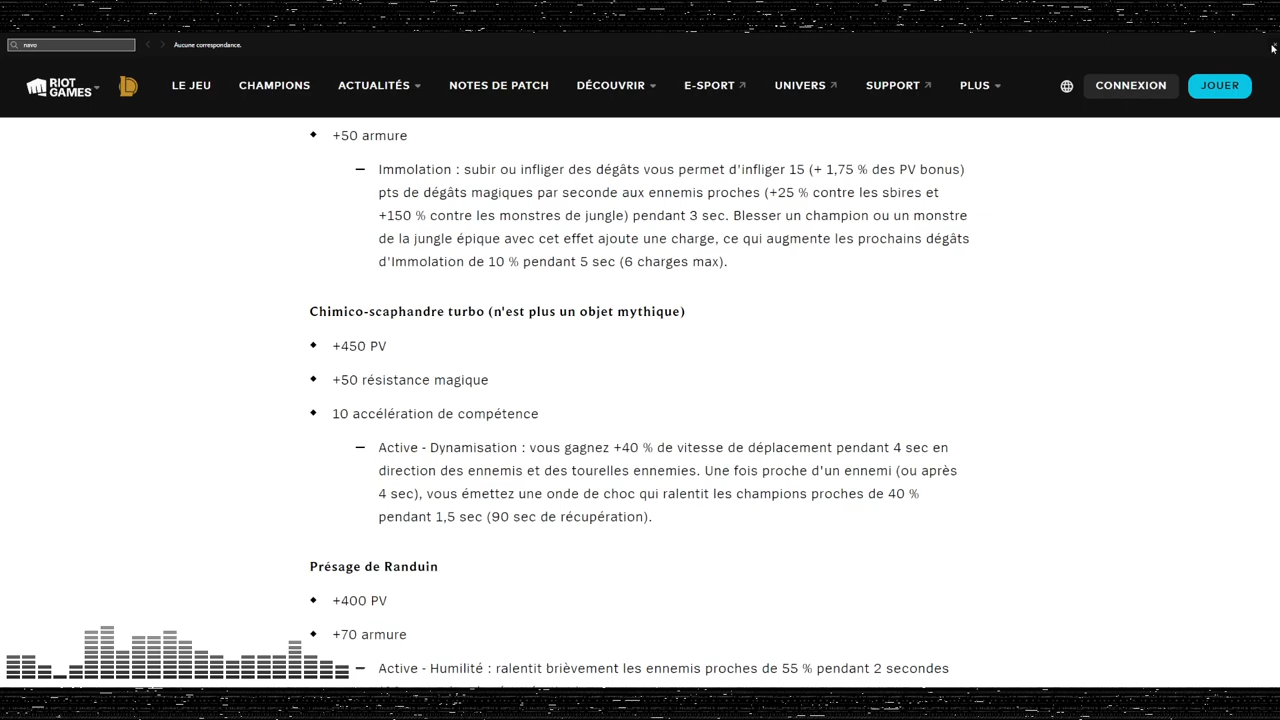 navo
Aucune correspondance.
RIOT GAMES
LE JEU
CHAMPIONS
ACTUALITÉS
NOTES DE PATCH
DÉCOUVRIR
E-SPORT
UNIVERS
SUPPORT
PLUS
CONNEXION
JOUER
+50 armure
— Immolation : subir ou infliger des dégâts vous permet d'infliger 15 (+ 1,75 % des PV bonus)
pts de dégâts magiques par seconde aux ennemis proches (+25 % contre les sbires et
+150 % contre les monstres de jungle) pendant 3 sec. Blesser un champion ou un monstre
de la jungle épique avec cet effet ajoute une charge, ce qui augmente les prochains dégâts
d'Immolation de 10 % pendant 5 sec (6 charges max).
Chimico-scaphandre turbo (n'est plus un objet mythique)
+450 PV
+50 résistance magique
10 accélération de compétence
— Active - Dynamisation : vous gagnez +40 % de vitesse de déplacement pendant 4 sec en
direction des ennemis et des tourelles ennemies. Une fois proche d'un ennemi (ou après
4 sec), vous émettez une onde de choc qui ralentit les champions proches de 40 %
pendant 1,5 sec (90 sec de récupération).
Présage de Randuin
+400 PV
+70 armure
— Active - Humilité : ralentit brièvement les ennemis proches de 55 % pendant 2 secondes